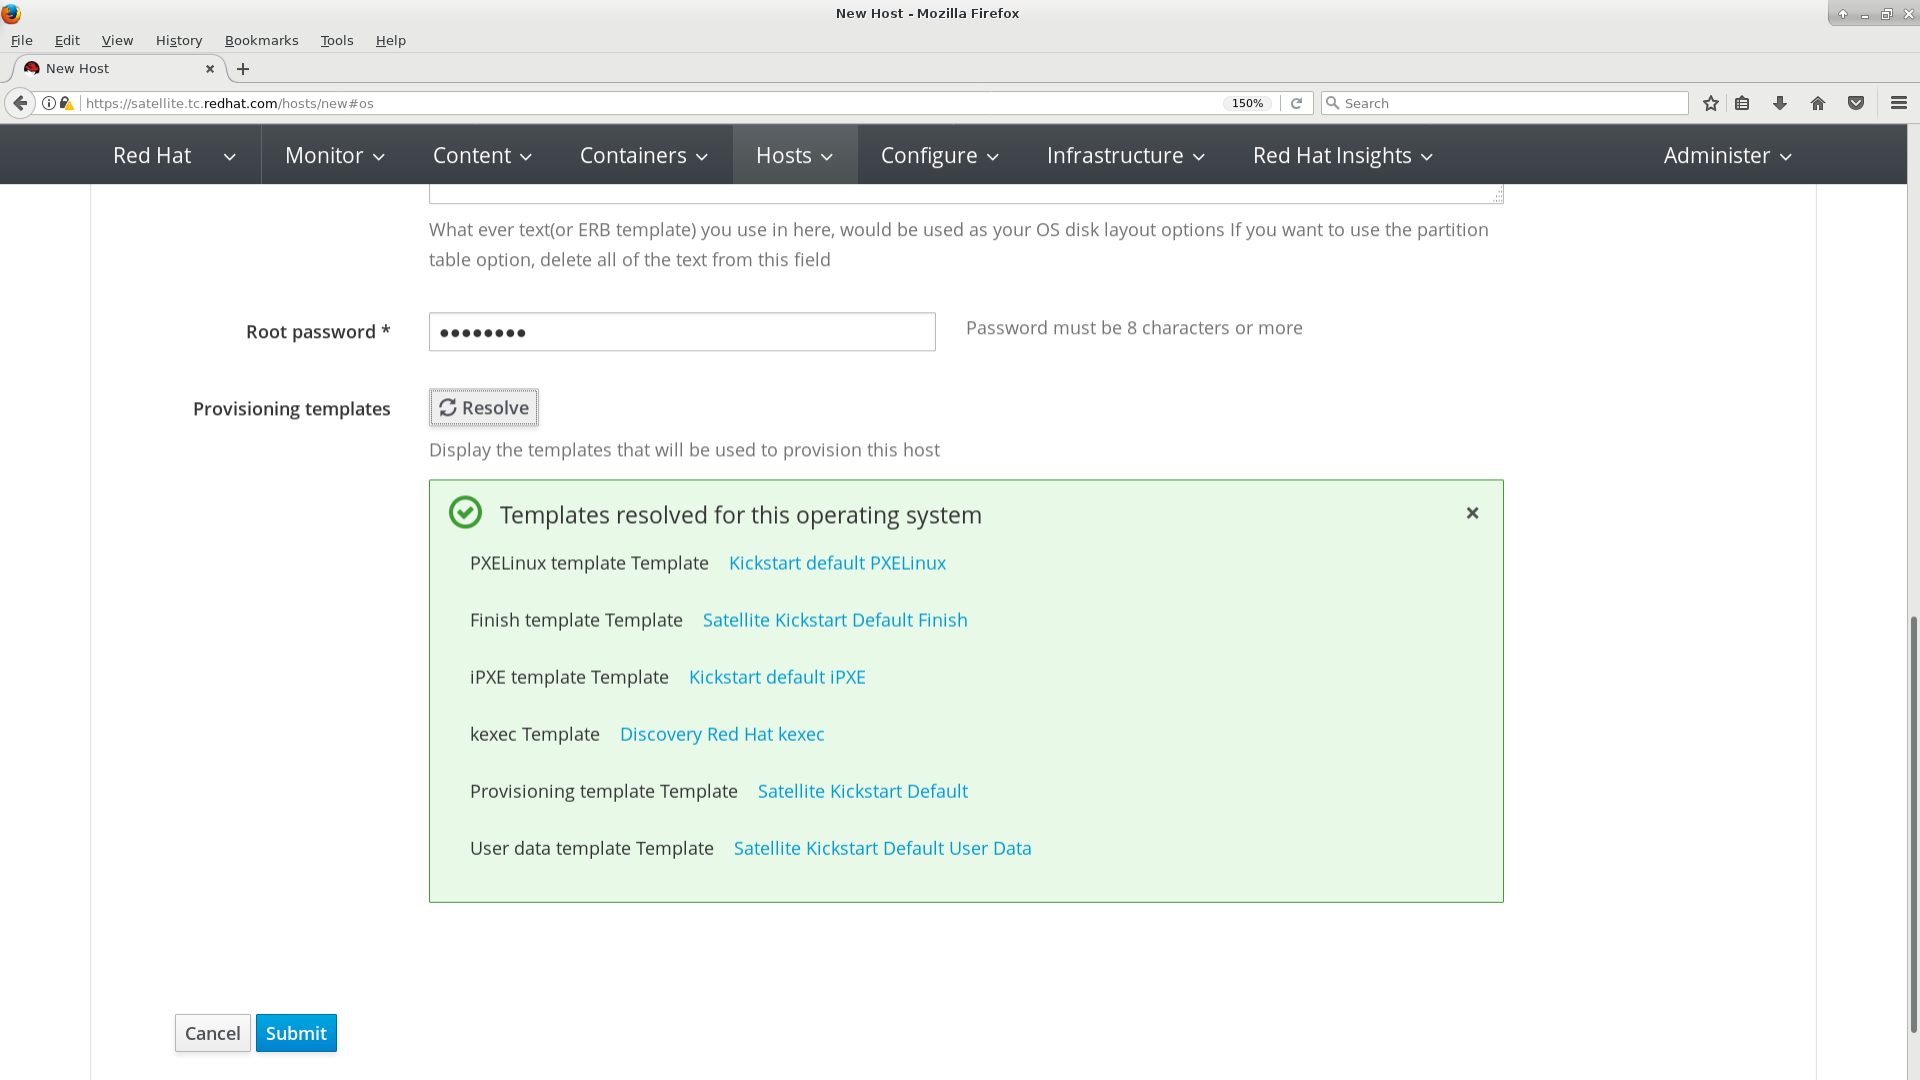 New Host - Mozilla Firefox
File Edit View History Bookmarks Tools Help
New Host
https://satellite.tc.redhat.com/hosts/new#os 150% Search
Red Hat Monitor Content Containers Hosts Configure Infrastructure Red Hat Insights Administer
What ever text(or ERB template) you use in here, would be used as your OS disk layout options If you want to use the partition
table option, delete all of the text from this field
Root password * ●●●●●●●● Password must be 8 characters or more
Provisioning templates Resolve
Display the templates that will be used to provision this host
Templates resolved for this operating system
PXELinux template Template Kickstart default PXELinux
Finish template Template Satellite Kickstart Default Finish
iPXE template Template Kickstart default iPXE
kexec Template Discovery Red Hat kexec
Provisioning template Template Satellite Kickstart Default
User data template Template Satellite Kickstart Default User Data
Cancel Submit